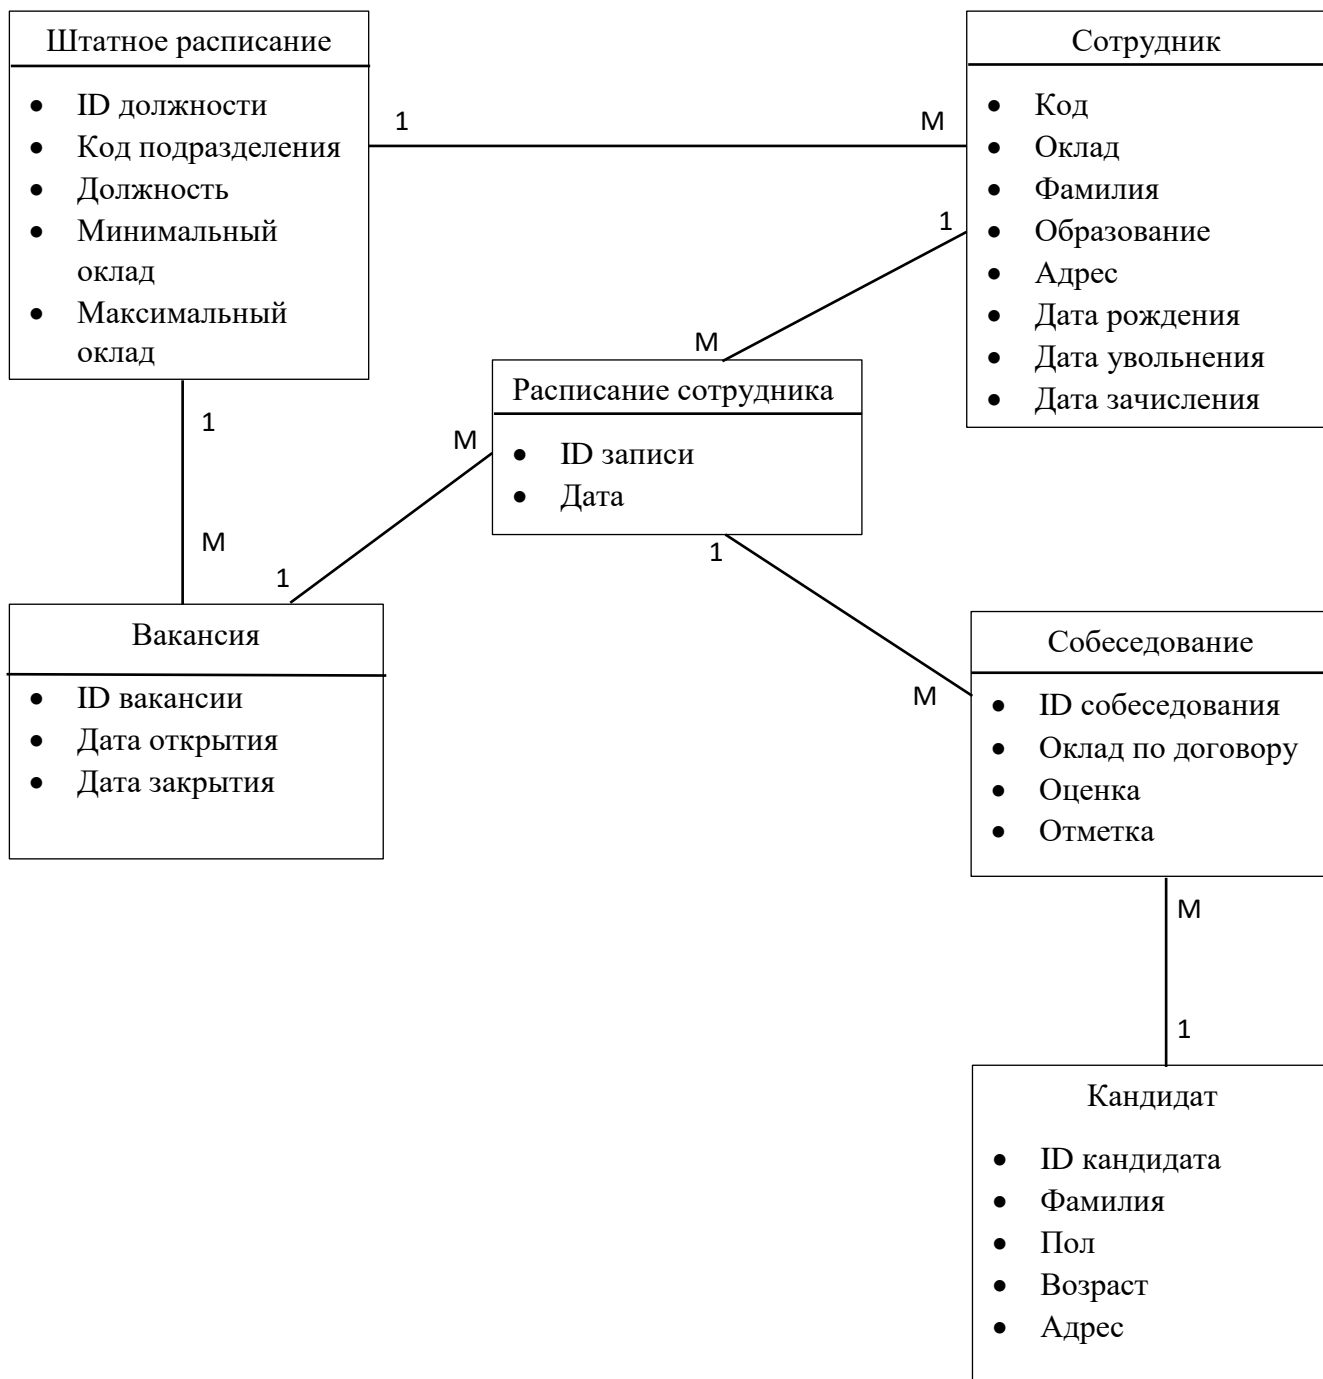 Штатное расписание
• ID должности
• Код подразделения
• Должность
• Минимальный
оклад
• Максимальный
оклад
1
М
Сотрудник
• Код
• Оклад
• Фамилия
• Образование
• Адрес
• Дата рождения
• Дата увольнения
• Дата зачисления
1
М
Расписание сотрудника
• ID записи
• Дата
1
М
М
1
Вакансия
• ID вакансии
• Дата открытия
• Дата закрытия
1
М
Собеседование
• ID собеседования
• Оклад по договору
• Оценка
• Отметка
М
1
Кандидат
• ID кандидата
• Фамилия
• Пол
• Возраст
• Адрес